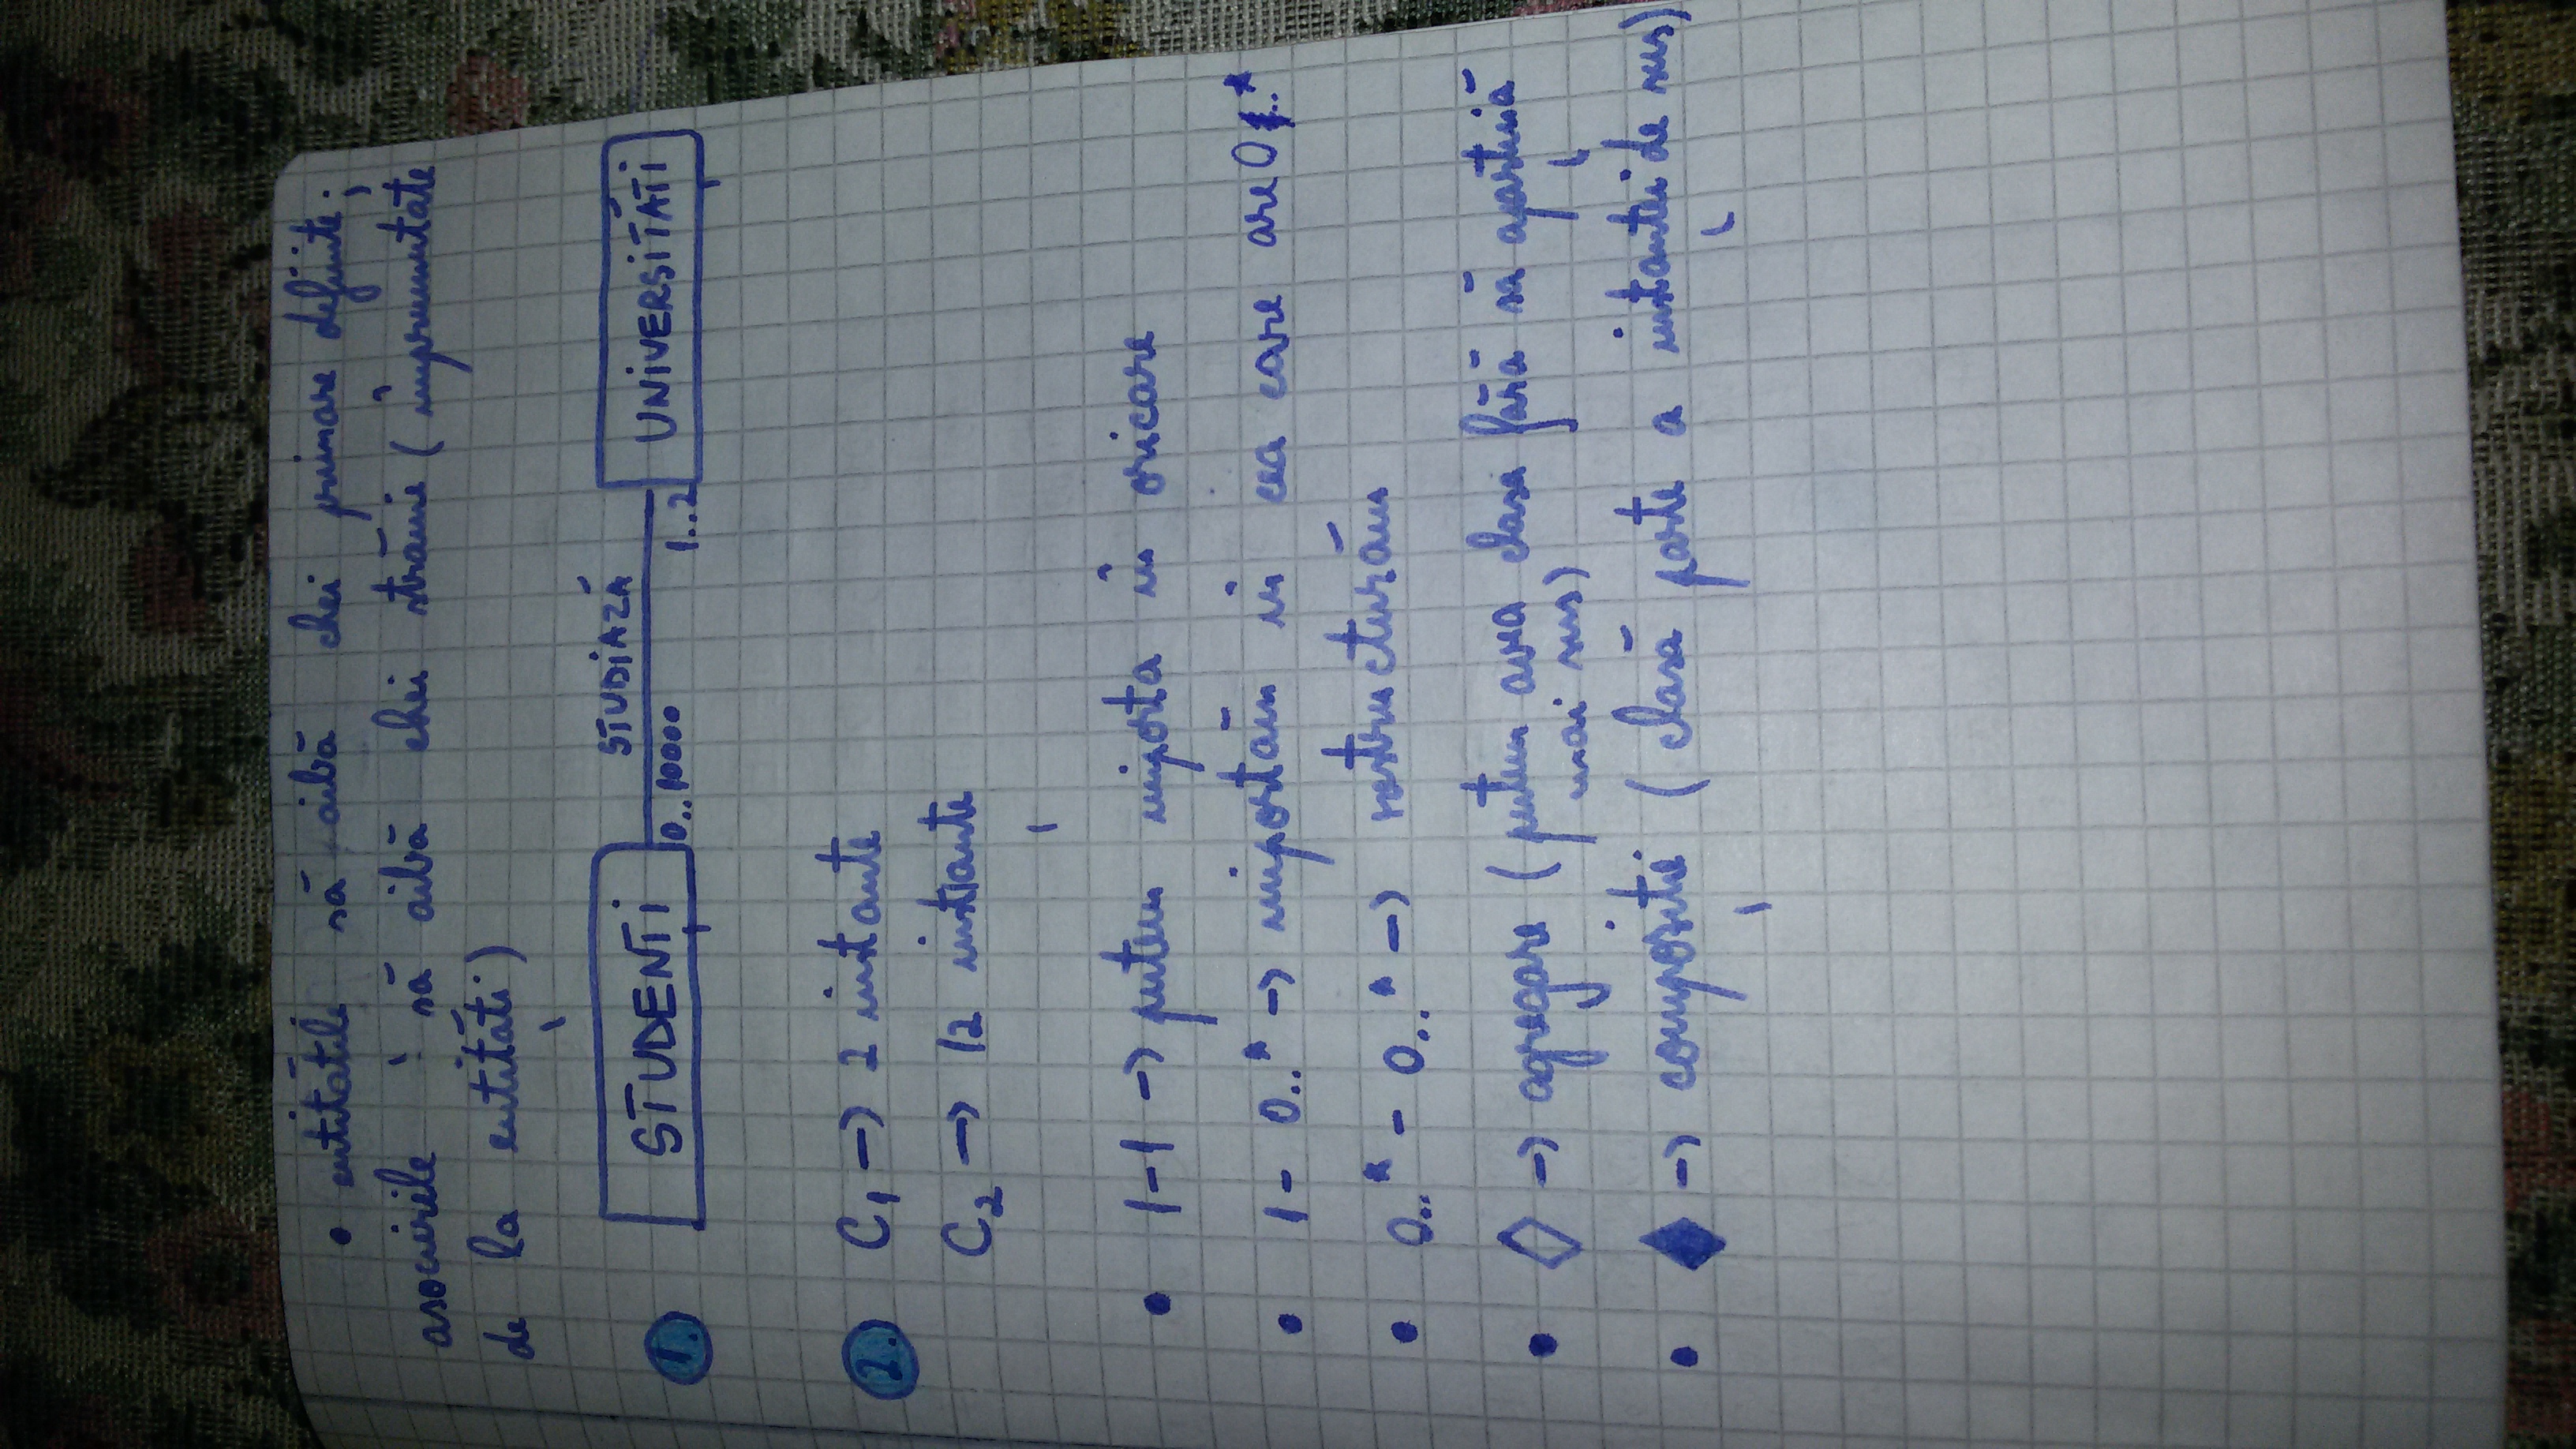 • entitățile să aibă chei primare definite;
asocierile să aibă chei străine (împrumutate
de la entități)
1. STUDENȚI 0..10000 STUDIAZĂ 1..2 UNIVERSITĂȚI
2. C1 -> 2 instanțe
C2 -> 12 instanțe
• 1-1 -> putem importa în oricare
• 1- 0..* -> importăm în cea care are 0..*
• 0..* - 0..* -> restructurăm
• ◇ -> agregare (putem avea clase fără să aparțină
mai sus)
• ◆ -> compoziție (clasă parte a instanței de sus)